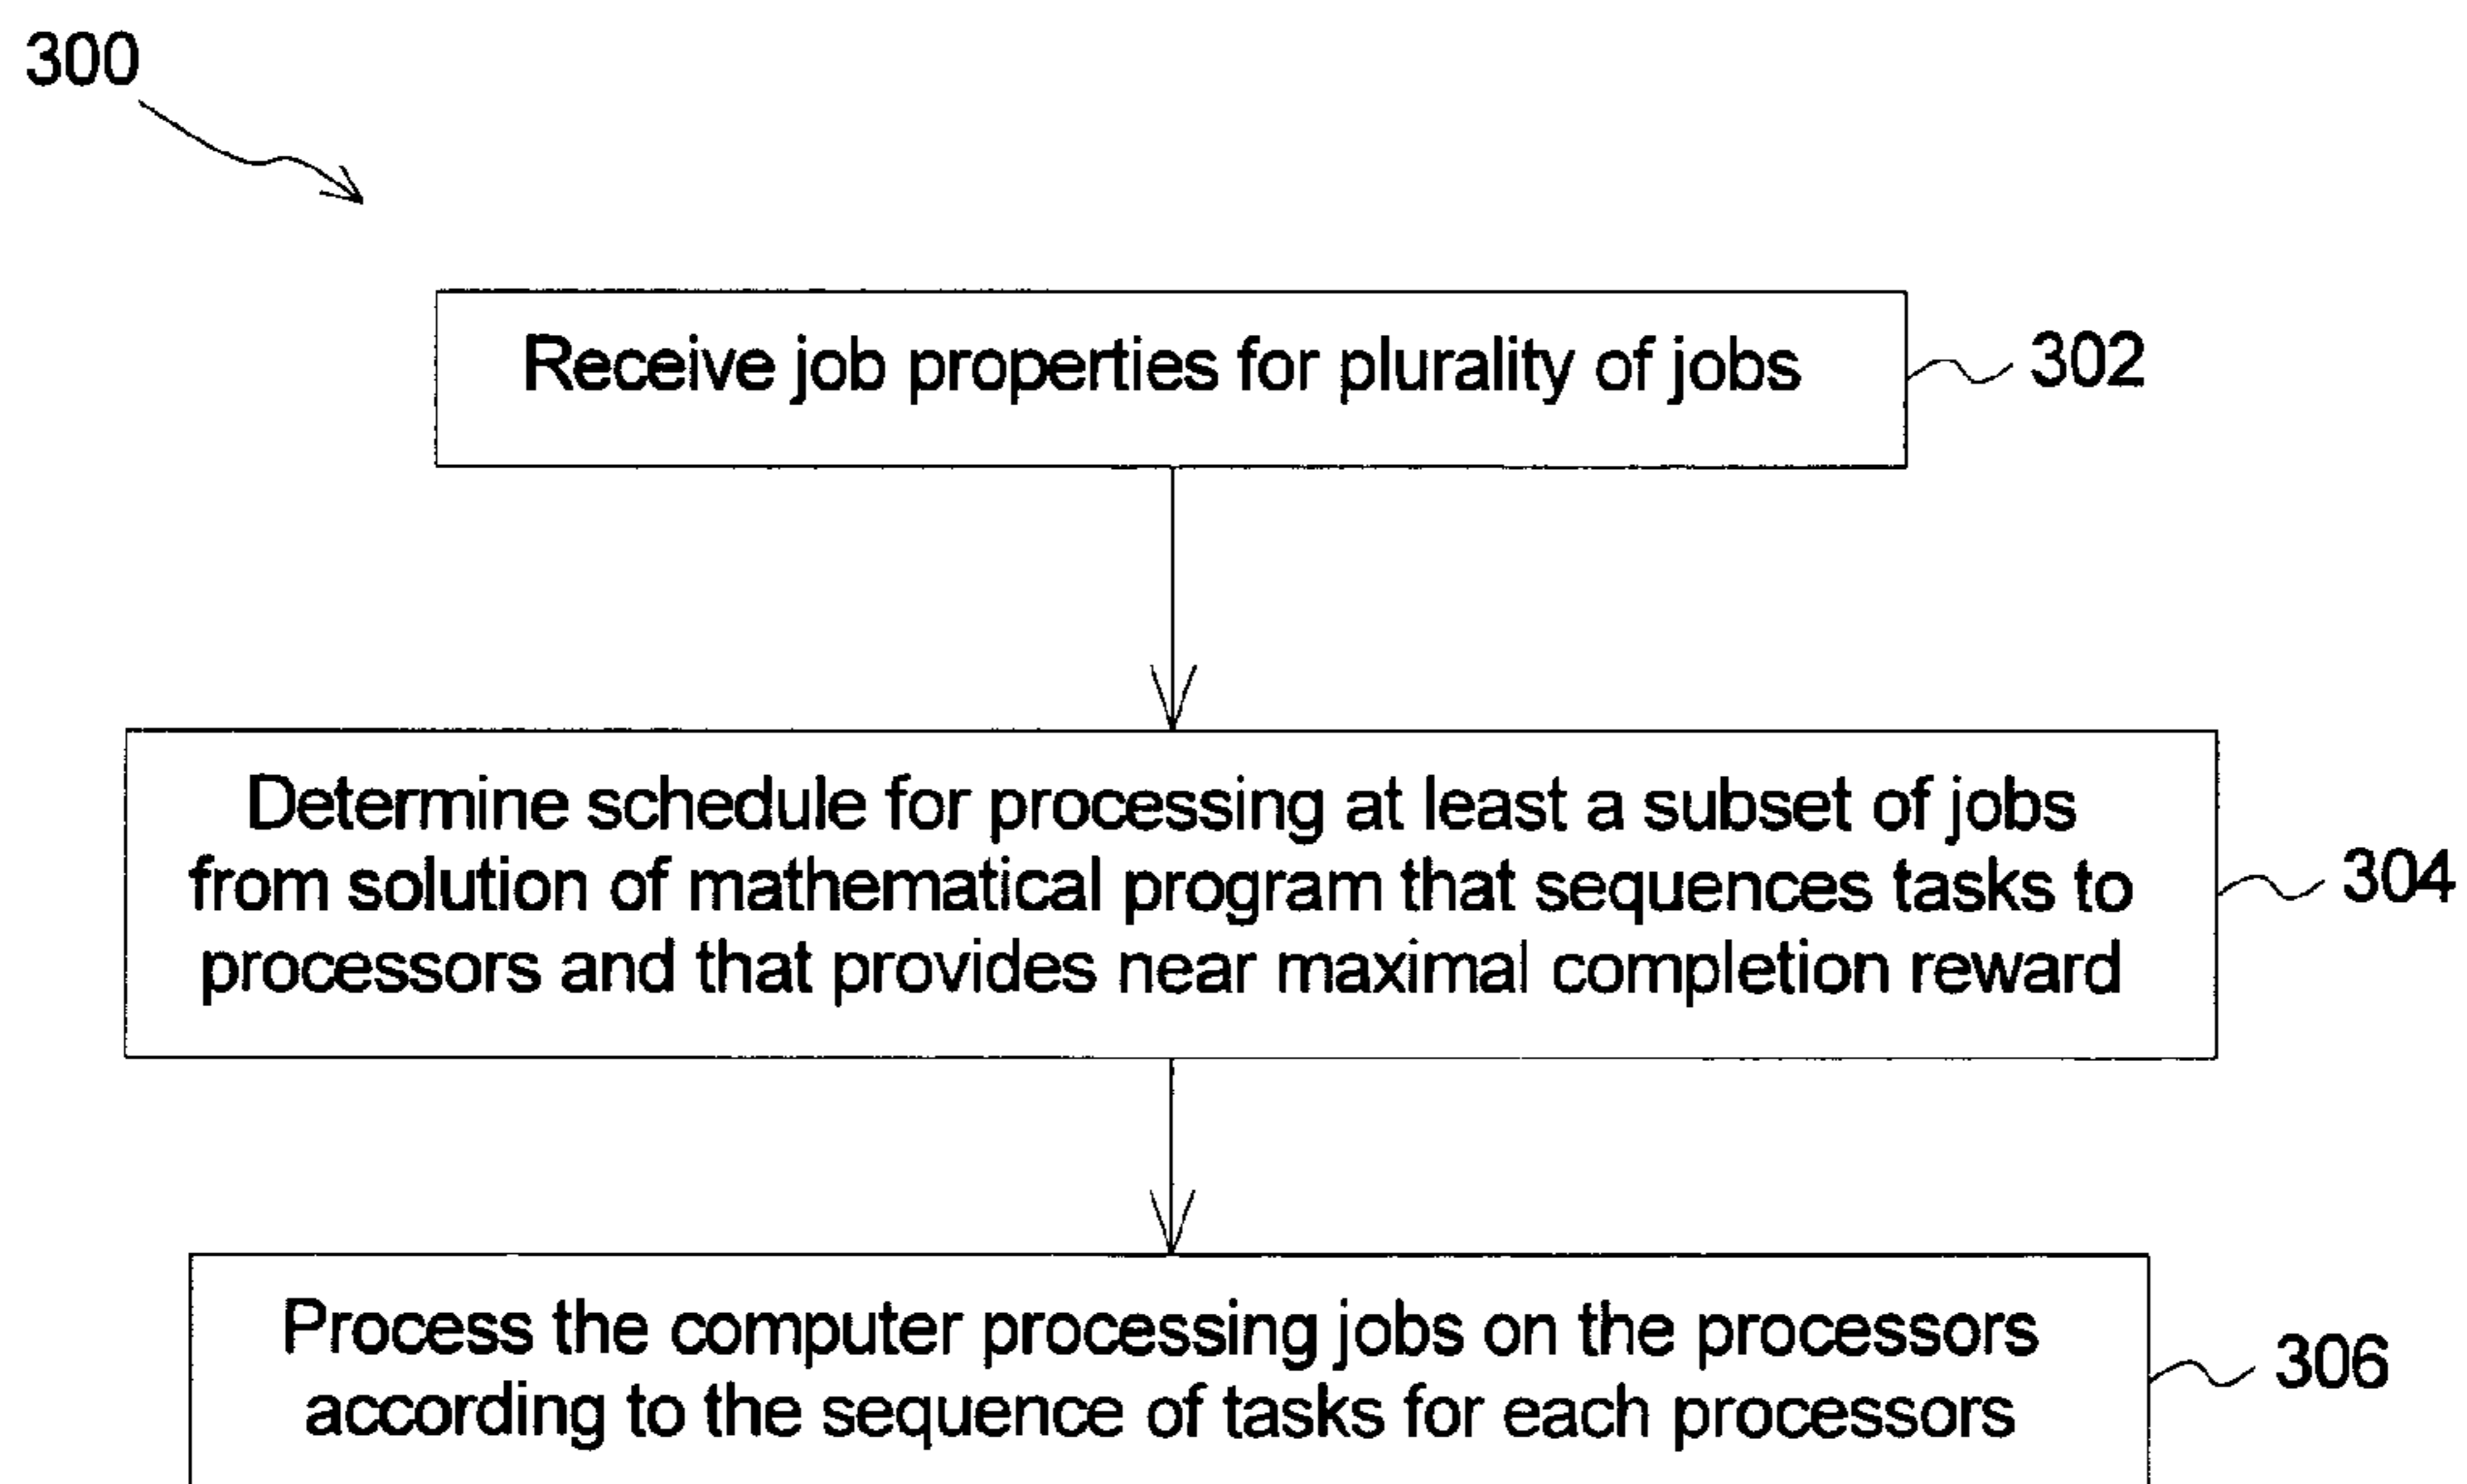 300
Receive job properties for plurality of jobs
302
Determine schedule for processing at least a subset of jobs
from solution of mathematical program that sequences tasks to
processors and that provides near maximal completion reward
304
Process the computer processing jobs on the processors
according to the sequence of tasks for each processors
306